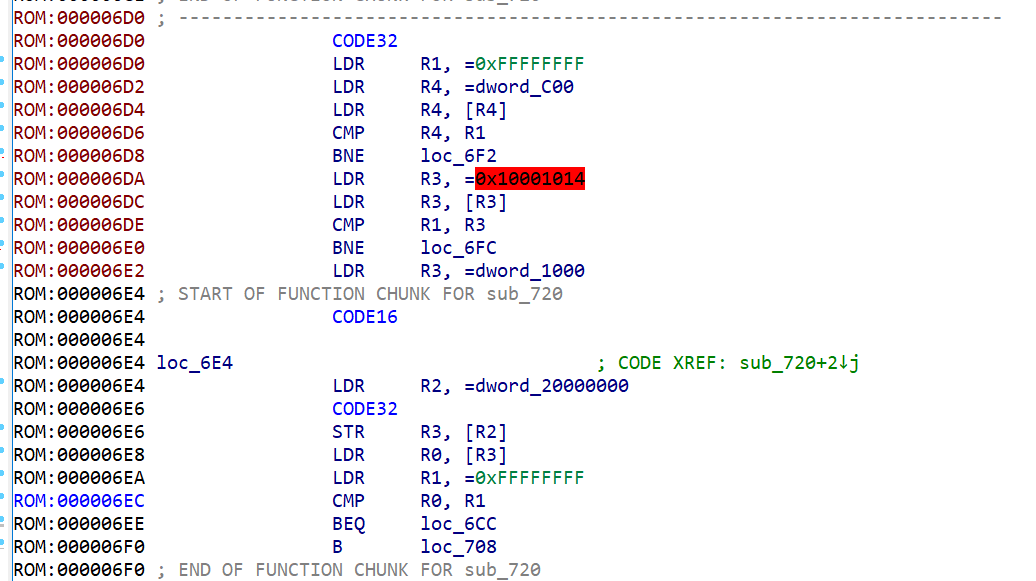 ROM:000006D0 ; ---------------------------------------------------------------------------
ROM:000006D0 CODE32
ROM:000006D0 LDR R1, =0xFFFFFFFF
ROM:000006D2 LDR R4, =dword_C00
ROM:000006D4 LDR R4, [R4]
ROM:000006D6 CMP R4, R1
ROM:000006D8 BNE loc_6F2
ROM:000006DA LDR R3, =0x10001014
ROM:000006DC LDR R3, [R3]
ROM:000006DE CMP R1, R3
ROM:000006E0 BNE loc_6FC
ROM:000006E2 LDR R3, =dword_1000
ROM:000006E4 ; START OF FUNCTION CHUNK FOR sub_720
ROM:000006E4 CODE16
ROM:000006E4
ROM:000006E4 loc_6E4 ; CODE XREF: sub_720+2↓j
ROM:000006E4 LDR R2, =dword_20000000
ROM:000006E6 CODE32
ROM:000006E6 STR R3, [R2]
ROM:000006E8 LDR R0, [R3]
ROM:000006EA LDR R1, =0xFFFFFFFF
ROM:000006EC CMP R0, R1
ROM:000006EE BEQ loc_6CC
ROM:000006F0 B loc_708
ROM:000006F0 ; END OF FUNCTION CHUNK FOR sub_720